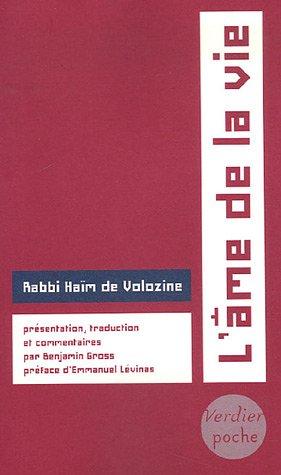 L'âme de la vie
Rabbi Haïm de Volozine
présentation, traduction
et commentaires
par Benjamin Gross
préface d'Emmanuel Lévinas
Verdier
poche